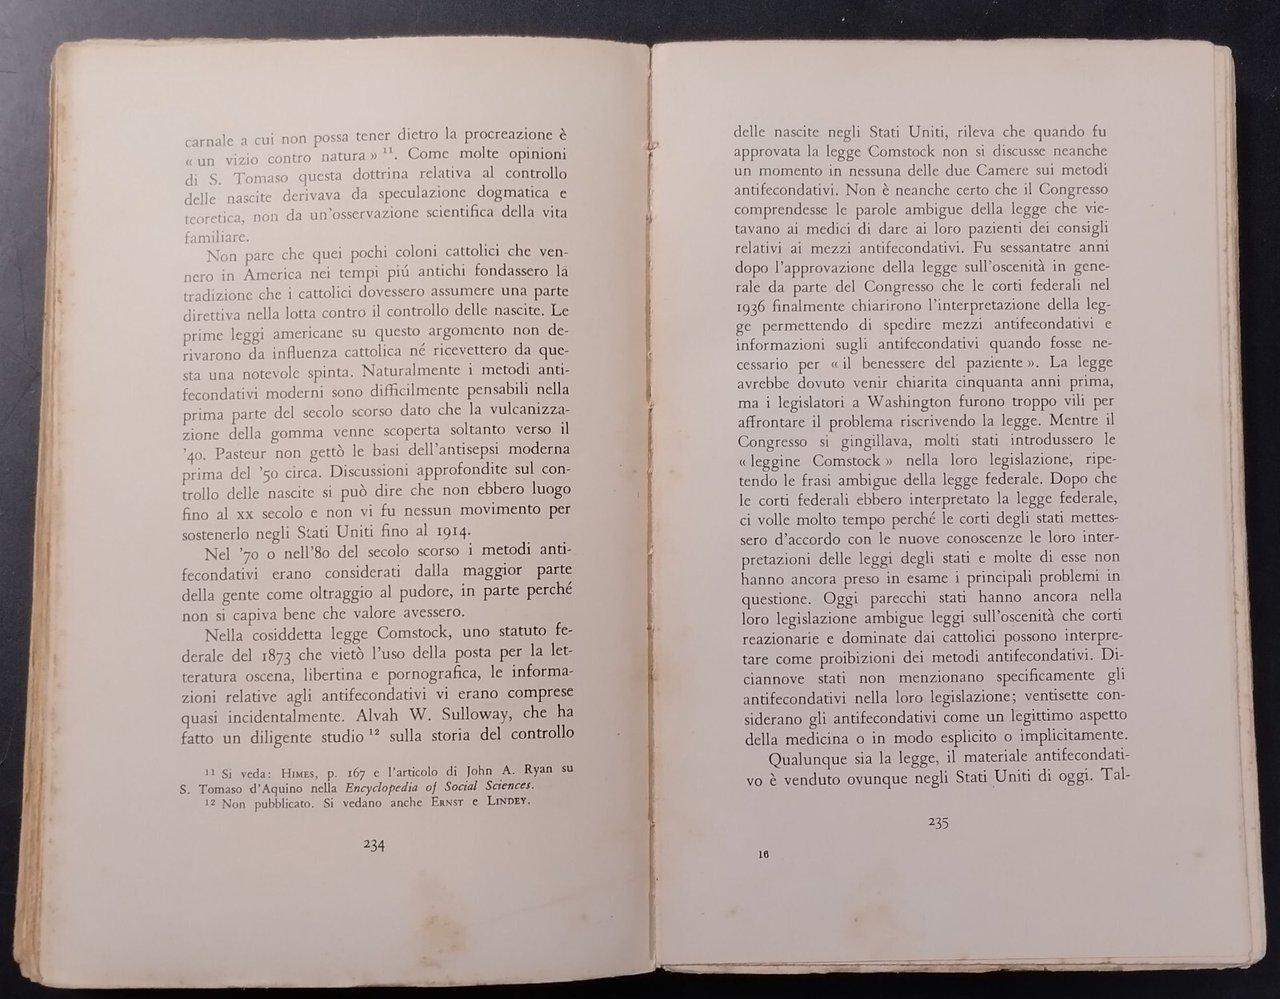 carnale a cui non possa tener dietro la procreazione è
« un vizio contro natura » 11. Come molte opinioni
di S. Tomaso questa dottrina relativa al controllo
delle nascite derivava da speculazione dogmatica e
teoretica, non da un'osservazione scientifica della vita
familiare.
Non pare che quei pochi coloni cattolici che ven-
nero in America nei tempi piú antichi fondassero la
tradizione che i cattolici dovessero assumere una parte
direttiva nella lotta contro il controllo delle nascite. Le
prime leggi americane su questo argomento non de-
rivarono da influenza cattolica né ricevettero da que-
sta una notevole spinta. Naturalmente i metodi anti-
fecondativi moderni sono difficilmente pensabili nella
prima parte del secolo scorso dato che la vulcanizza-
zione della gomma venne scoperta soltanto verso il
'40. Pasteur non gettò le basi dell'antisepsi moderna
prima del '50 circa. Discussioni approfondite sul con-
trollo delle nascite si può dire che non ebbero luogo
fino al xx secolo e non vi fu nessun movimento per
sostenerlo negli Stati Uniti fino al 1914.
Nel '70 o nell'80 del secolo scorso i metodi anti-
fecondativi erano considerati dalla maggior parte
della gente come oltraggio al pudore, in parte perché
non si capiva bene che valore avessero.
Nella cosiddetta legge Comstock, uno statuto fe-
derale del 1873 che vietò l'uso della posta per la let-
teratura oscena, libertina e pornografica, le informa-
zioni relative agli antifecondativi vi erano comprese
quasi incidentalmente. Alvah W. Sulloway, che ha
fatto un diligente studio 12 sulla storia del controllo
11 Si veda: HIMES, p. 167 e l'articolo di John A. Ryan su
S. Tomaso d'Aquino nella Encyclopedia of Social Sciences.
12 Non pubblicato. Si vedano anche ERNST e LINDEY.
234
delle nascite negli Stati Uniti, rileva che quando fu
approvata la legge Comstock non si discusse neanche
un momento in nessuna delle due Camere sui metodi
antifecondativi. Non è neanche certo che il Congresso
comprendesse le parole ambigue della legge che vie-
tavano ai medici di dare ai loro pazienti dei consigli
relativi ai mezzi antifecondativi. Fu sessantatre anni
dopo l'approvazione della legge sull'oscenità in gene-
rale da parte del Congresso che le corti federali nel
1936 finalmente chiarirono l'interpretazione della leg-
ge permettendo di spedire mezzi antifecondativi e
informazioni sugli antifecondativi quando fosse ne-
cessario per « il benessere del paziente ». La legge
avrebbe dovuto venir chiarita cinquanta anni prima,
ma i legislatori a Washington furono troppo vili per
affrontare il problema riscrivendo la legge. Mentre il
Congresso si gingillava, molti stati introdussero le
« leggine Comstock » nella loro legislazione, ripe-
tendo le frasi ambigue della legge federale. Dopo che
le corti federali ebbero interpretato la legge federale,
ci volle molto tempo perché le corti degli stati mettes-
sero d'accordo con le nuove conoscenze le loro inter-
pretazioni delle leggi degli stati e molte di esse non
hanno ancora preso in esame i principali problemi in
questione. Oggi parecchi stati hanno ancora nella
loro legislazione ambigue leggi sull'oscenità che corti
reazionarie e dominate dai cattolici possono interpre-
tare come proibizioni dei metodi antifecondativi. Di-
ciannove stati non menzionano specificamente gli
antifecondativi nella loro legislazione; ventisette con-
siderano gli antifecondativi come un legittimo aspetto
della medicina o in modo esplicito o implicitamente.
Qualunque sia la legge, il materiale antifecondati-
vo è venduto ovunque negli Stati Uniti di oggi. Tal-
235
16